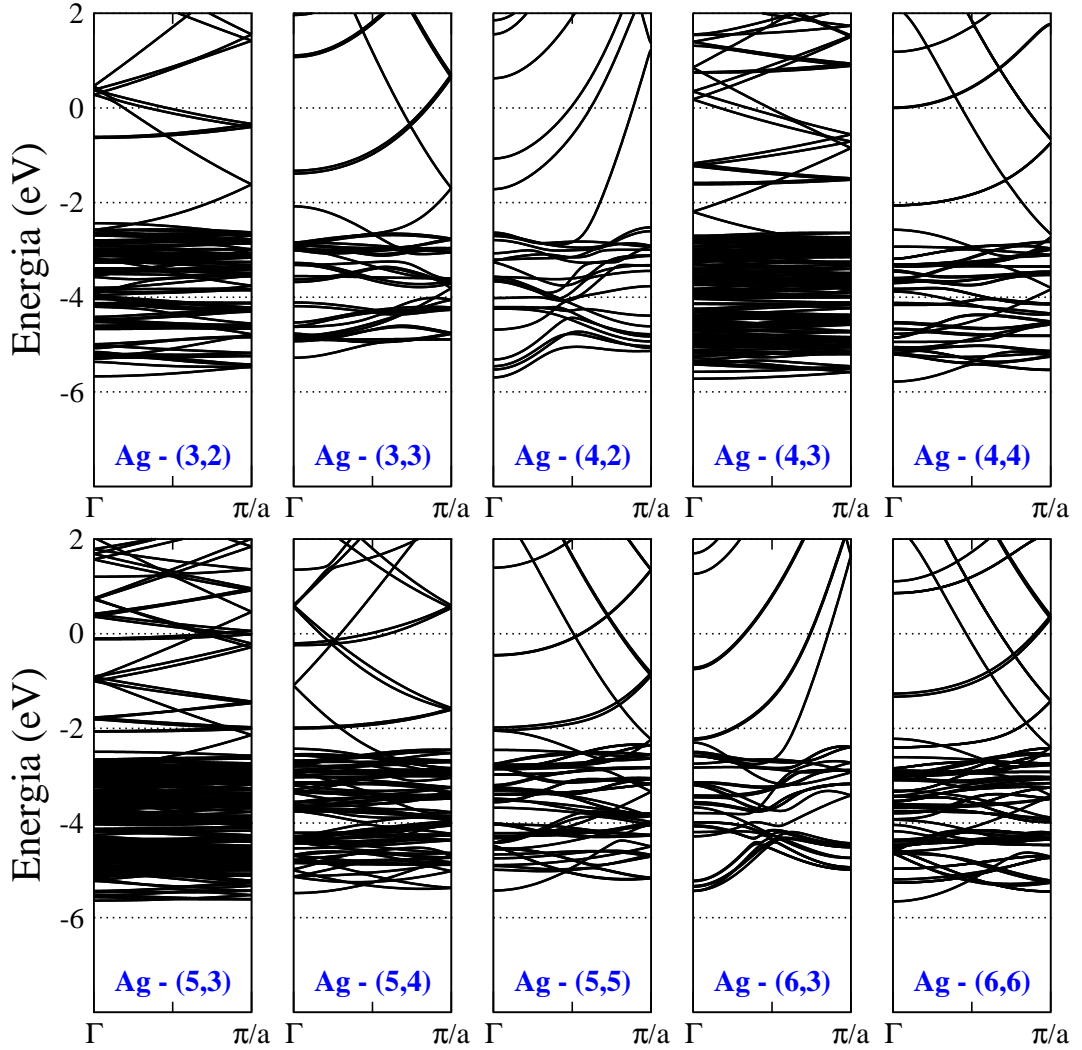 Energia (eV)
2
0
-2
-4
-6
Ag - (3,2)
Ag - (3,3)
Ag - (4,2)
Ag - (4,3)
Ag - (4,4)
Γ π/a Γ π/a Γ π/a Γ π/a Γ π/a
Energia (eV)
2
0
-2
-4
-6
Ag - (5,3)
Ag - (5,4)
Ag - (5,5)
Ag - (6,3)
Ag - (6,6)
Γ π/a Γ π/a Γ π/a Γ π/a Γ π/a